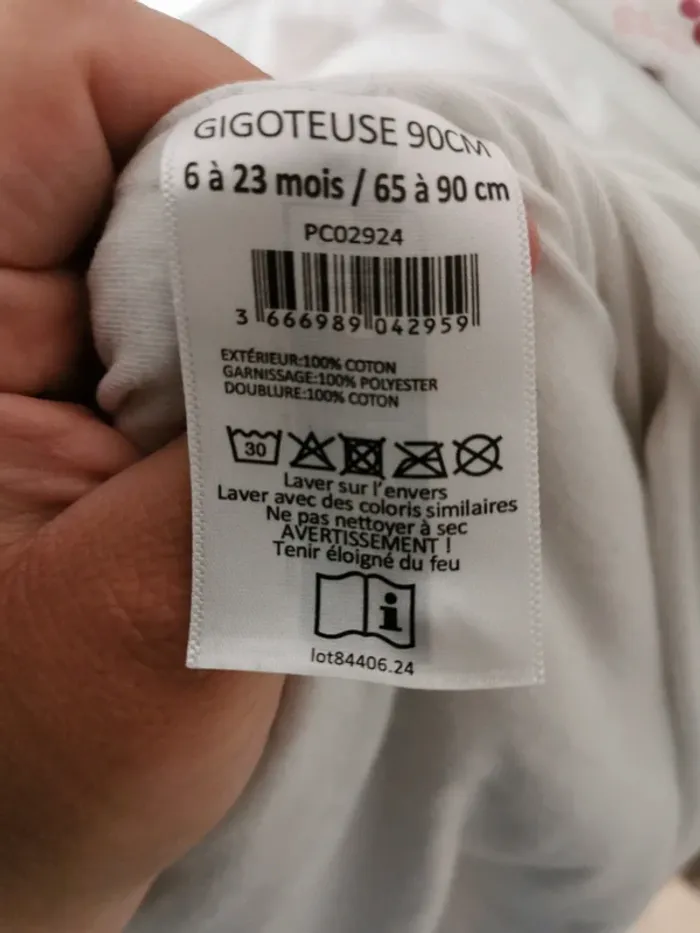 GIGOTEUSE 90CM
6 à 23 mois / 65 à 90 cm
PC02924
3 666989 042959
EXTÉRIEUR:100% COTON
GARNISSAGE:100% POLYESTER
DOUBLURE:100% COTON
30
Laver sur l'envers
Laver avec des coloris similaires
Ne pas nettoyer à sec
AVERTISSEMENT !
Tenir éloigné du feu
i
lot84406.24